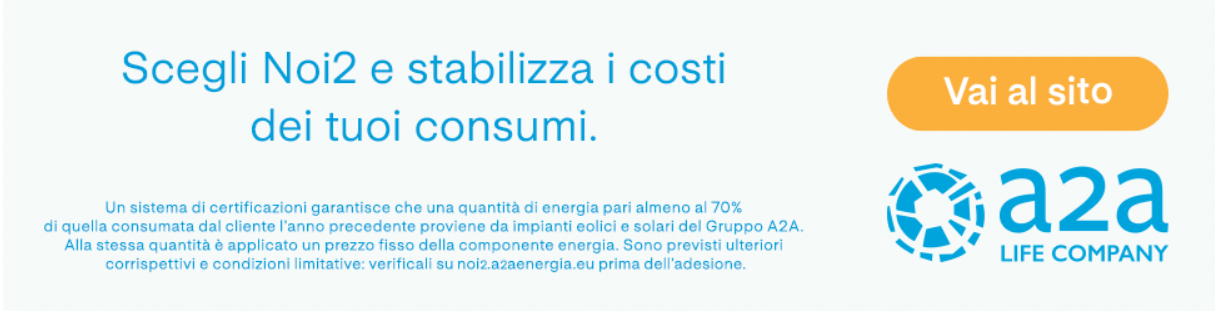 Scegli Noi2 e stabilizza i costi
dei tuoi consumi.
Un sistema di certificazioni garantisce che una quantità di energia pari almeno al 70%
di quella consumata dal cliente l'anno precedente proviene da impianti eolici e solari del Gruppo A2A.
Alla stessa quantità è applicato un prezzo fisso della componente energia. Sono previsti ulteriori
corrispettivi e condizioni limitative: verificali su noi2.a2aenergia.eu prima dell'adesione.
Vai al sito
a2a
LIFE COMPANY